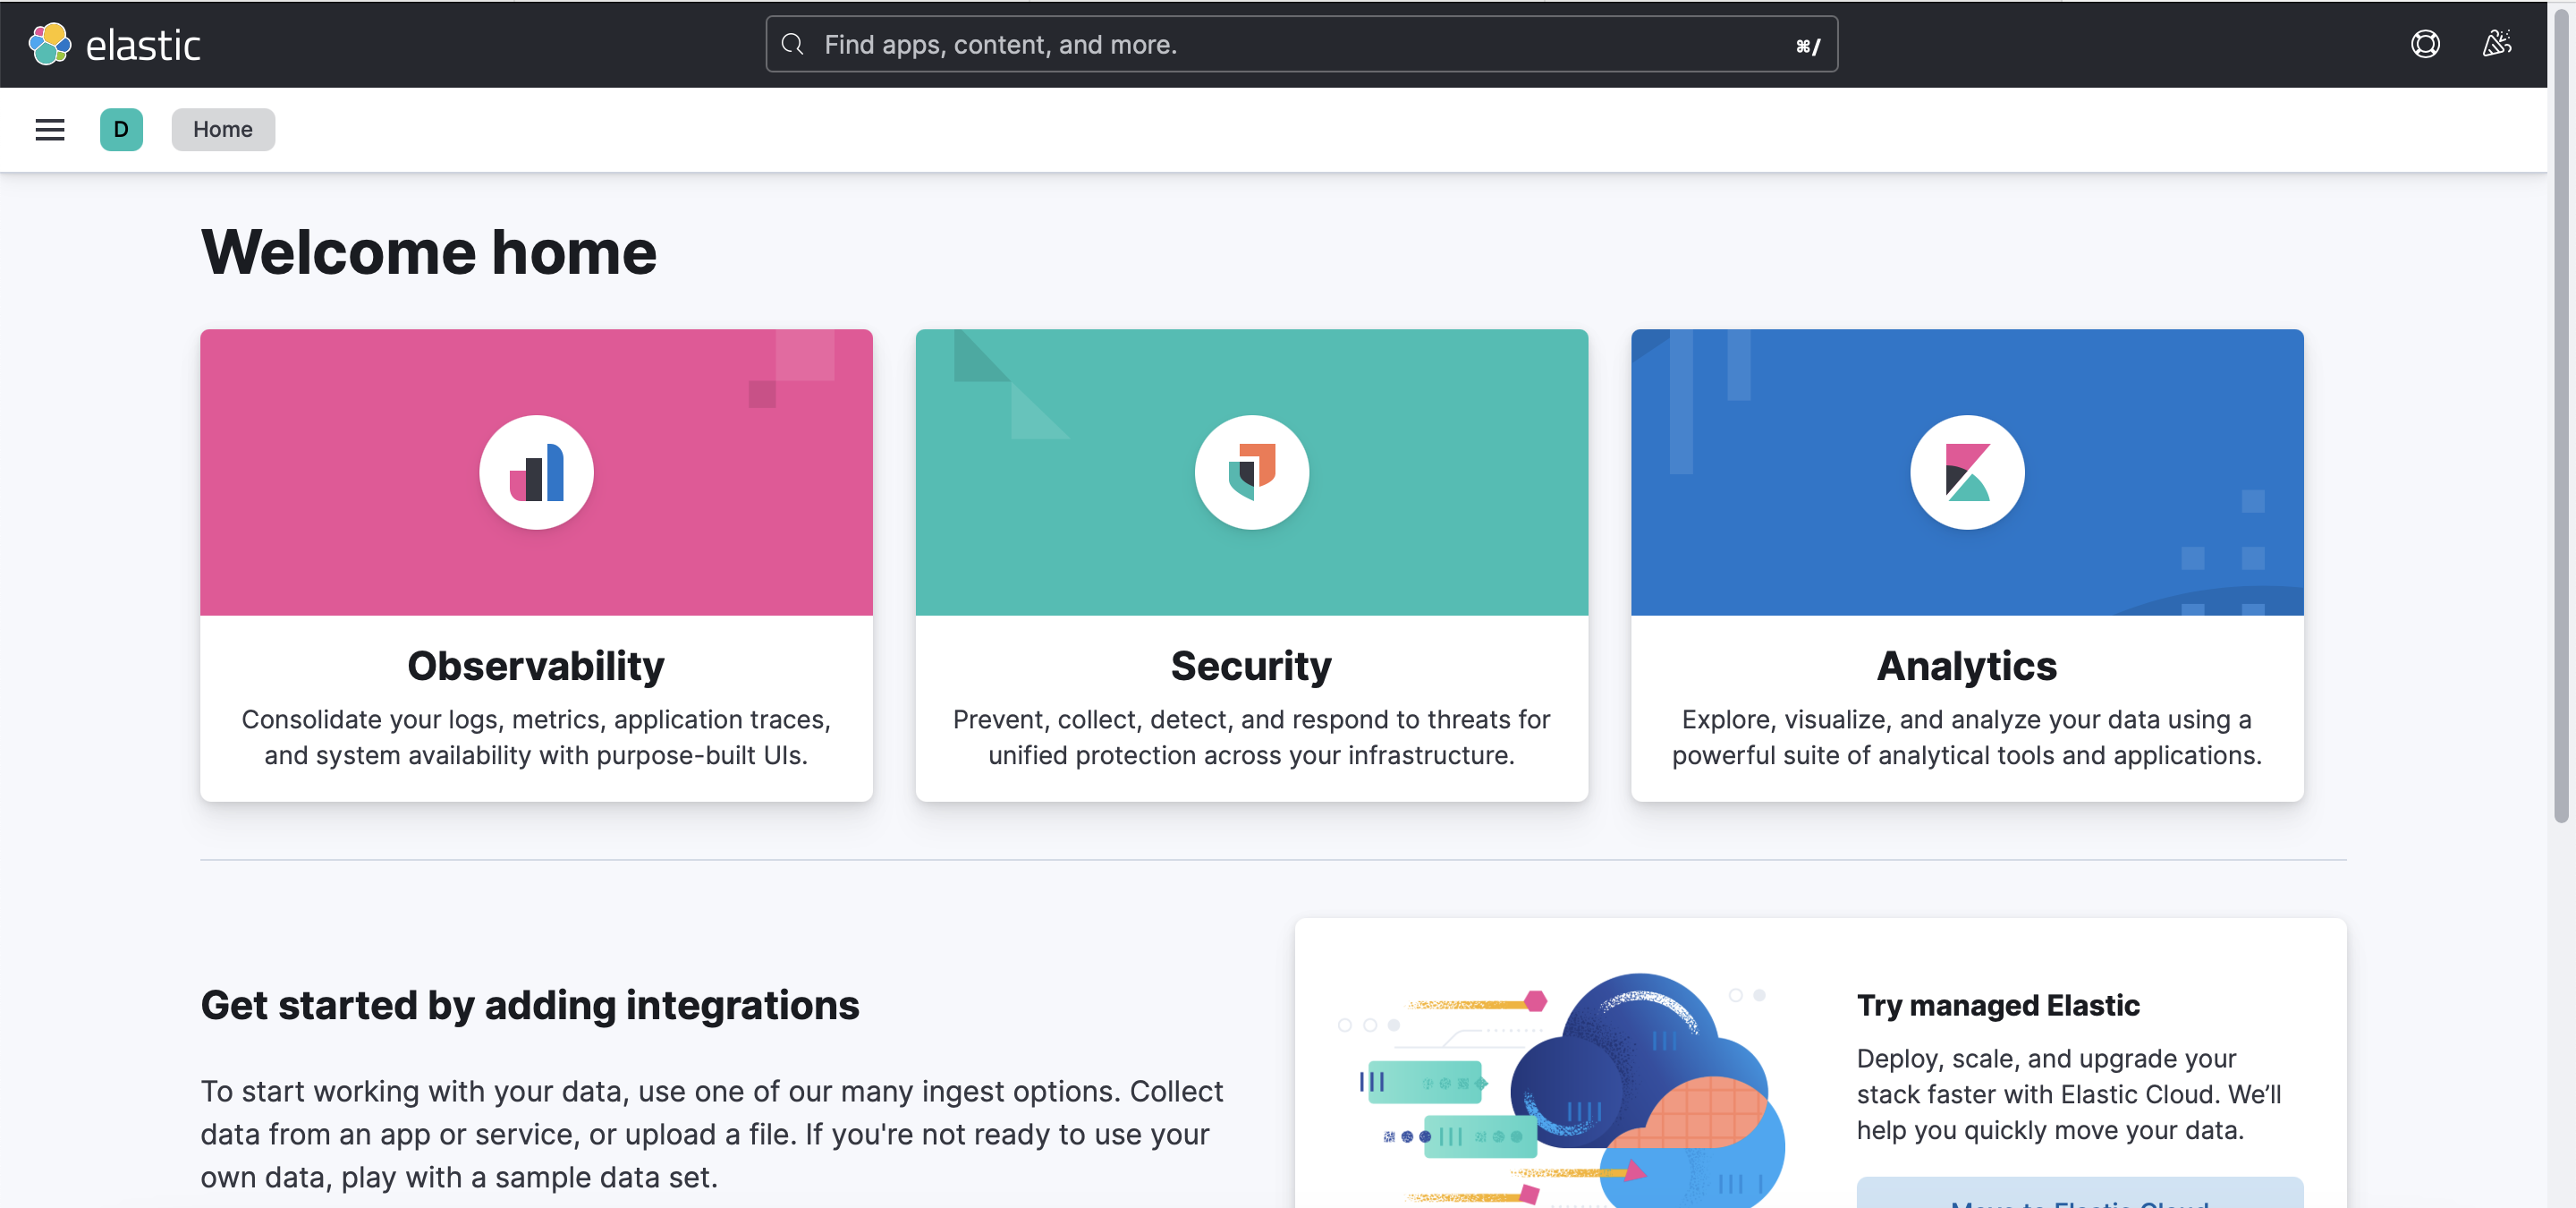 elastic
Find apps, content, and more.
⌘/
D
Home
Welcome home
Observability
Consolidate your logs, metrics, application traces,
and system availability with purpose-built UIs.
Security
Prevent, collect, detect, and respond to threats for
unified protection across your infrastructure.
Analytics
Explore, visualize, and analyze your data using a
powerful suite of analytical tools and applications.
Get started by adding integrations
To start working with your data, use one of our many ingest options. Collect
data from an app or service, or upload a file. If you're not ready to use your
own data, play with a sample data set.
Try managed Elastic
Deploy, scale, and upgrade your
stack faster with Elastic Cloud. We’ll
help you quickly move your data.
Move to Elastic Cloud